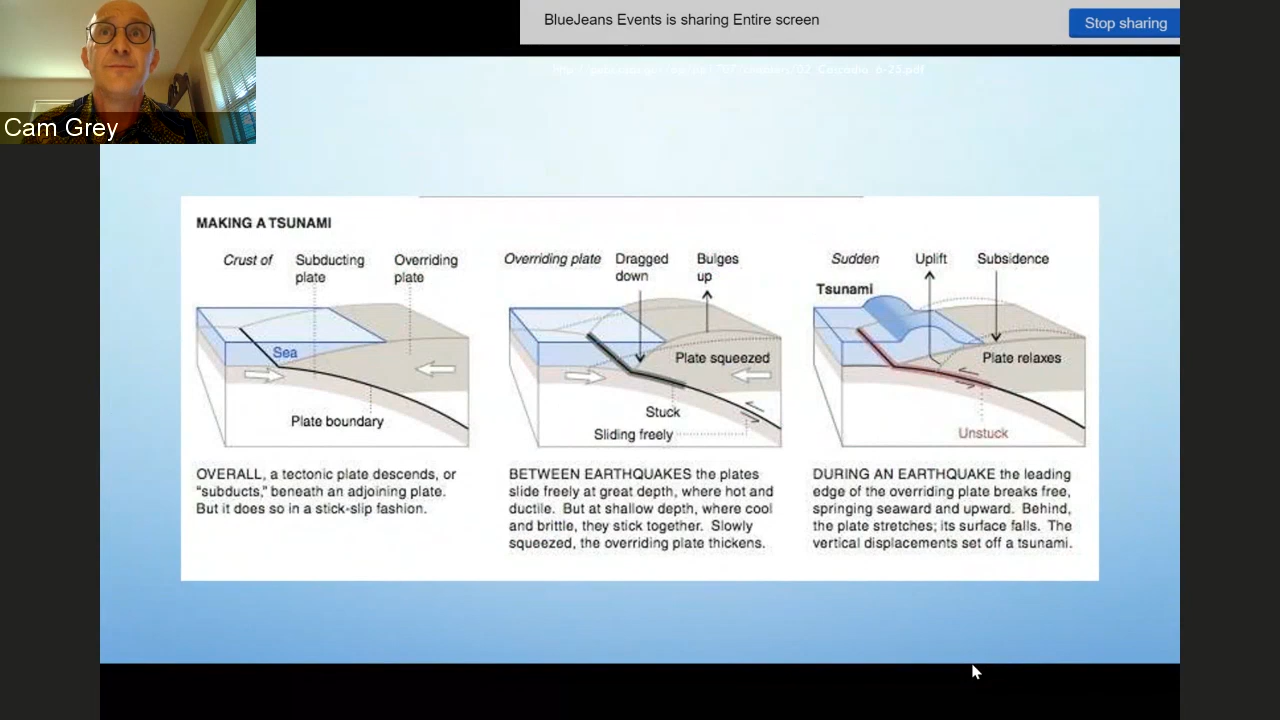 BlueJeans Events is sharing Entire screen
Stop sharing
Cam Grey
MAKING A TSUNAMI
Crust of
Subducting
plate
Overriding
plate
Sea
Plate boundary
OVERALL, a tectonic plate descends, or
“subducts,” beneath an adjoining plate.
But it does so in a stick-slip fashion.
Overriding plate
Dragged
down
Bulges
up
Plate squeezed
Stuck
Sliding freely
BETWEEN EARTHQUAKES the plates
slide freely at great depth, where hot and
ductile. But at shallow depth, where cool
and brittle, they stick together. Slowly
squeezed, the overriding plate thickens.
Sudden
Uplift
Subsidence
Tsunami
Plate relaxes
Unstuck
DURING AN EARTHQUAKE the leading
edge of the overriding plate breaks free,
springing seaward and upward. Behind,
the plate stretches; its surface falls. The
vertical displacements set off a tsunami.